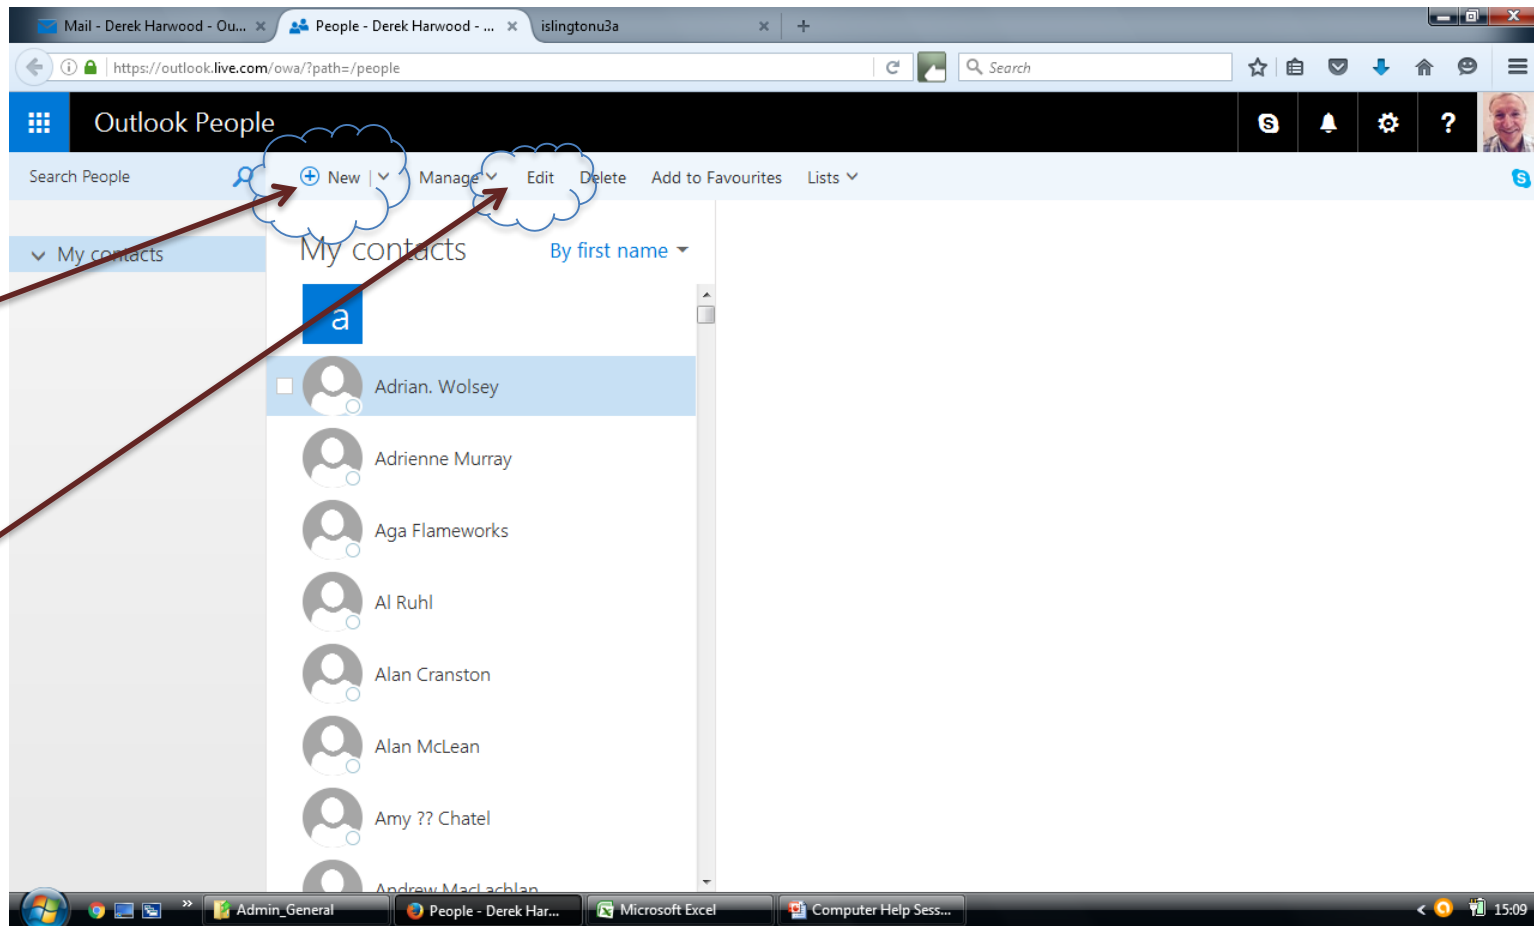 Mail - Derek Harwood - Ou... People - Derek Harwood - ... islingtonu3a
https://outlook.live.com/owa/?path=/people Search
Outlook People ?
Search People New Manage Edit Delete Add to Favourites Lists
My contacts
My contacts By first name
a
Adrian. Wolsey
Adrienne Murray
Aga Flameworks
Al Ruhl
Alan Cranston
Alan McLean
Amy ?? Chatel
Andrew MacLachlan
Admin_General People - Derek Har... Microsoft Excel Computer Help Sess... 15:09